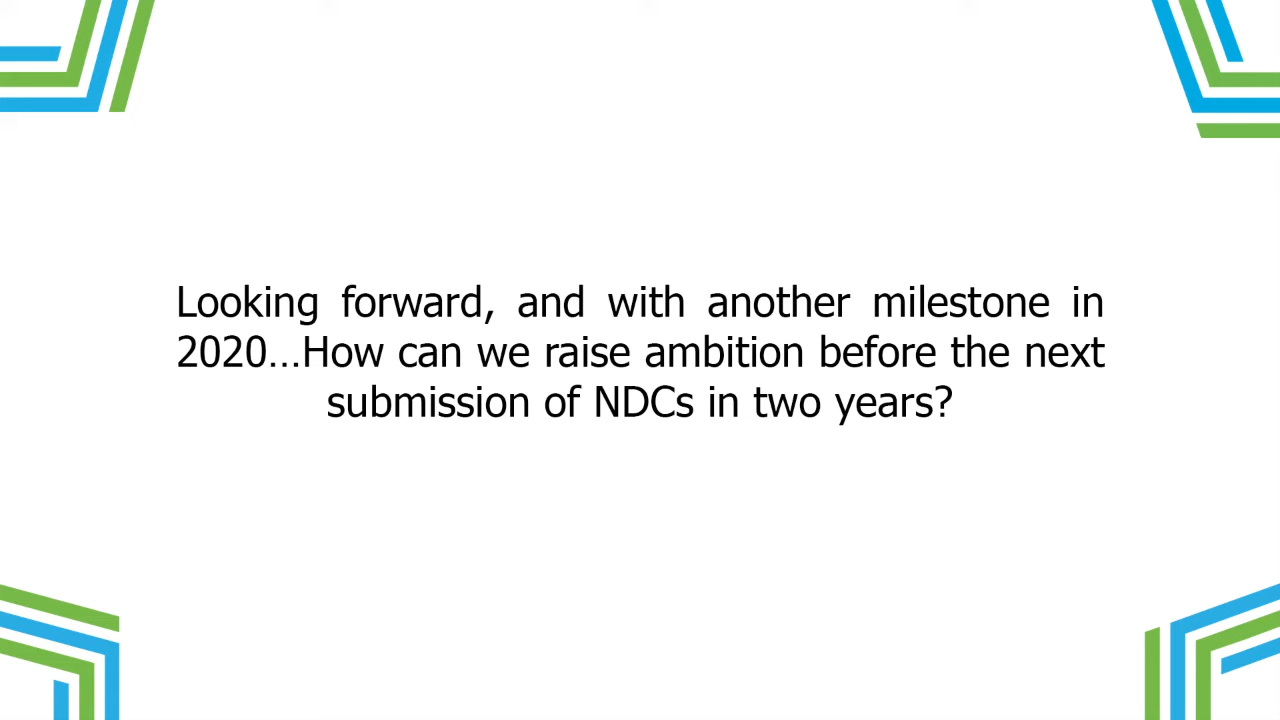 Looking forward, and with another milestone in
2020…How can we raise ambition before the next
submission of NDCs in two years?